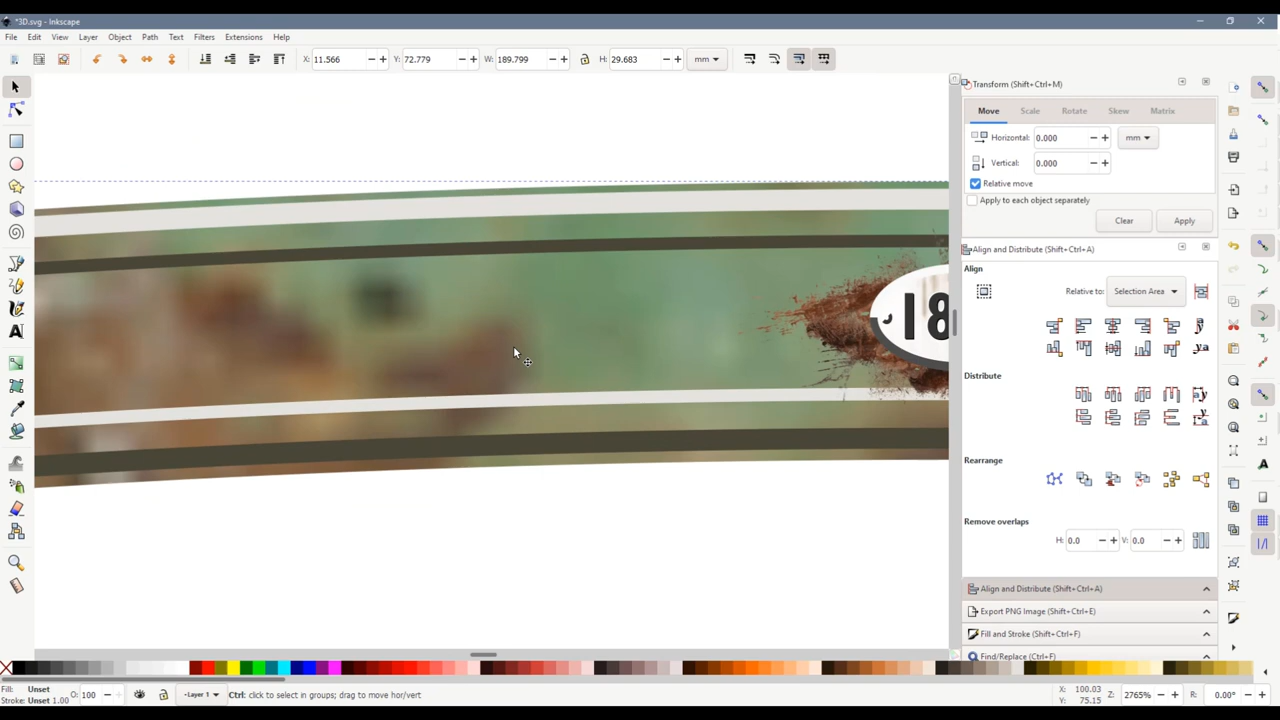 *3D.svg - Inkscape
File Edit View Layer Object Path Text Filters Extensions Help
X: 11.566 Y: 72.779 W: 189.799 H: 29.683 mm
Transform (Shift+Ctrl+M)
Move Scale Rotate Skew Matrix
Horizontal: 0.000 mm
Vertical: 0.000
Relative move
Apply to each object separately
Clear Apply
Align and Distribute (Shift+Ctrl+A)
Align
Relative to: Selection Area
18
Distribute
Rearrange
Remove overlaps
H: 0.0 V: 0.0
Align and Distribute (Shift+Ctrl+A)
Export PNG Image (Shift+Ctrl+E)
Fill and Stroke (Shift+Ctrl+F)
Find/Replace (Ctrl+F)
Fill: Unset
Stroke: Unset 1.00
O: 100
-Layer 1
Ctrl: click to select in groups; drag to move hor/vert
X: 100.03
Y: 75.15
Z: 2765%
R: 0.00°